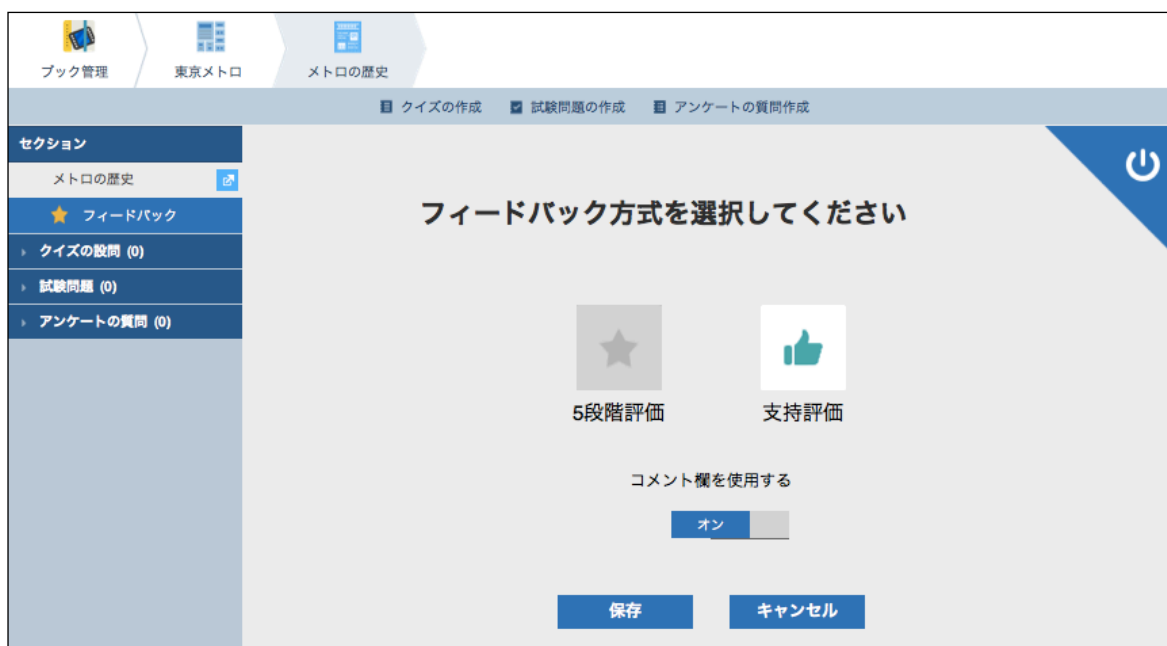 ブック管理
東京メトロ
メトロの歴史
クイズの作成
試験問題の作成
アンケートの質問作成
セクション
メトロの歴史
フィードバック
クイズの設問 (0)
試験問題 (0)
アンケートの質問 (0)
フィードバック方式を選択してください
5段階評価
支持評価
コメント欄を使用する
オン
保存
キャンセル